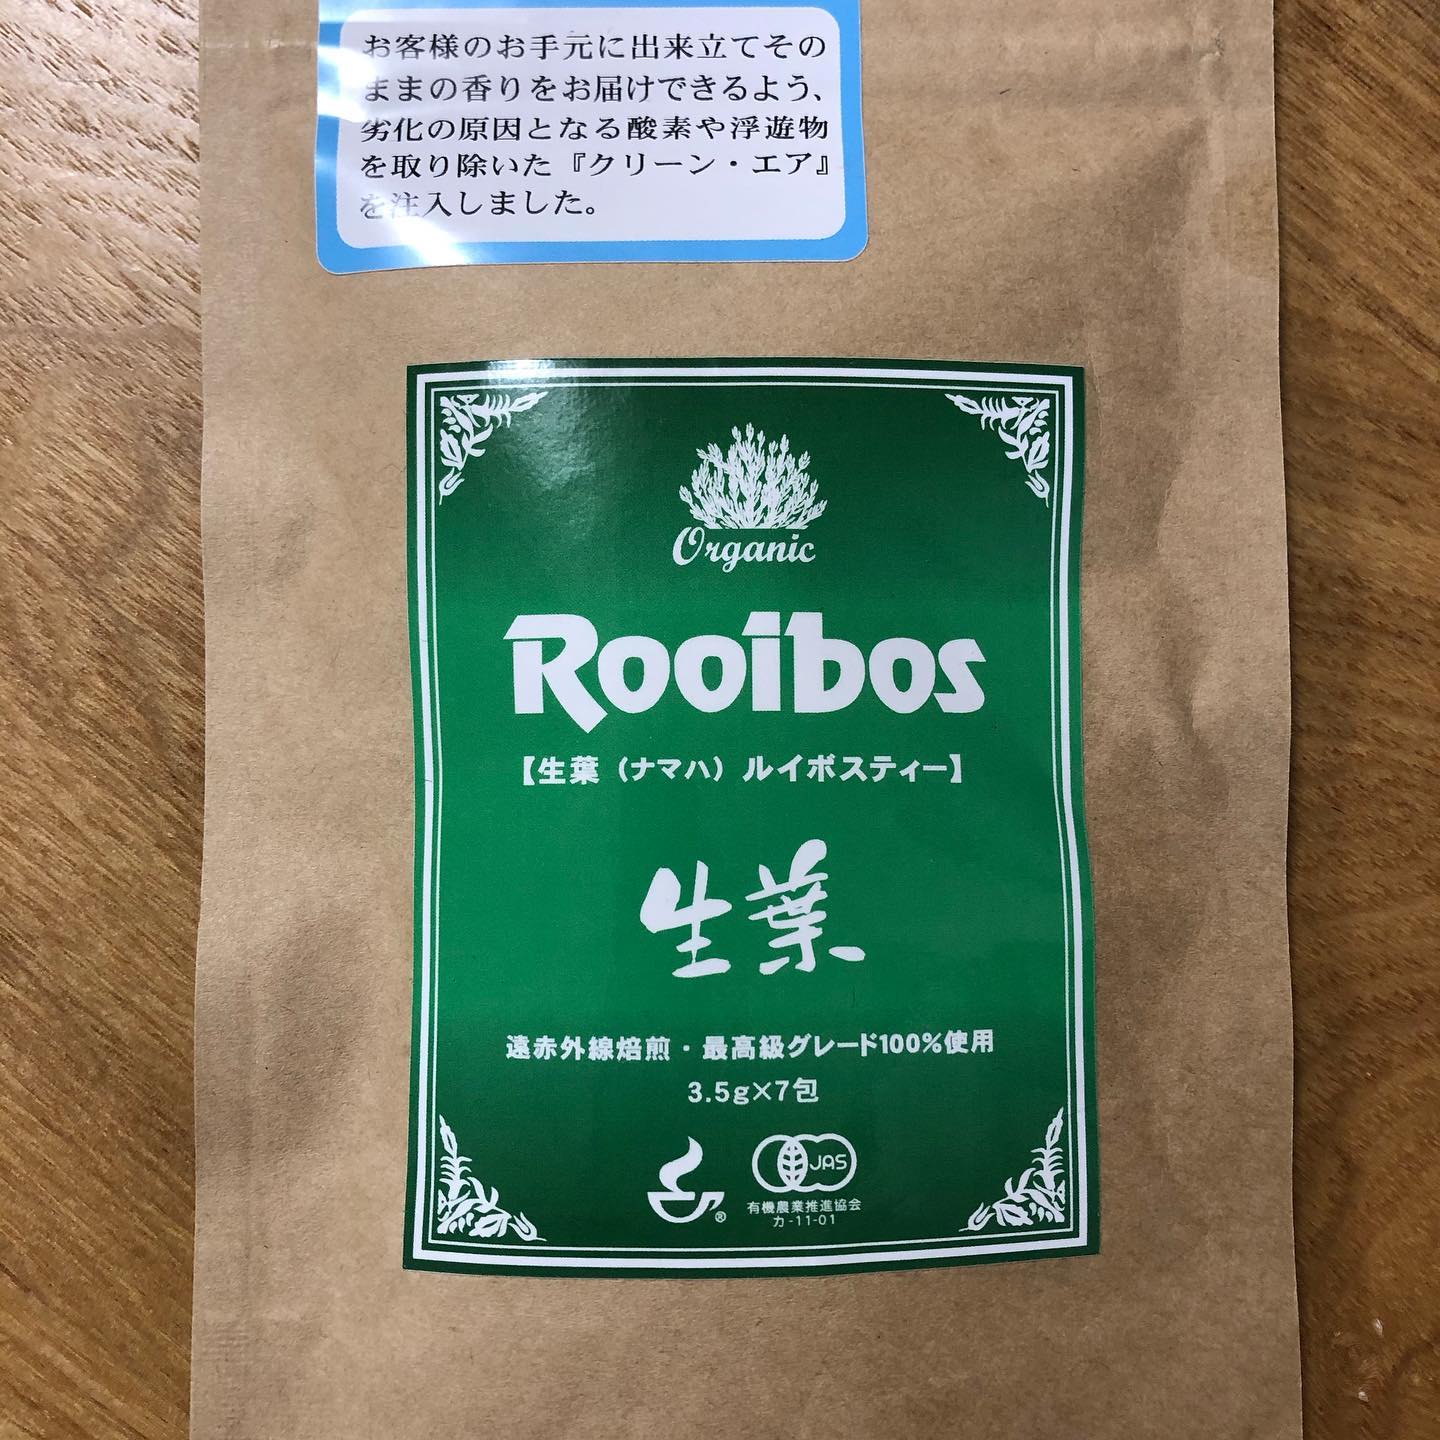 お客様のお手元に出来立てその
ままの香りをお届けできるよう、
劣化の原因となる酸素や浮遊物
を取り除いた『クリーン・エア』
を注入しました。
Organic
Rooibos
【生葉（ナマハ）ルイボスティー】
生葉
遠赤外線焙煎・最高級グレード100%使用
3.5g×7包
®
JAS
有機農業推進協会
カ-11-01